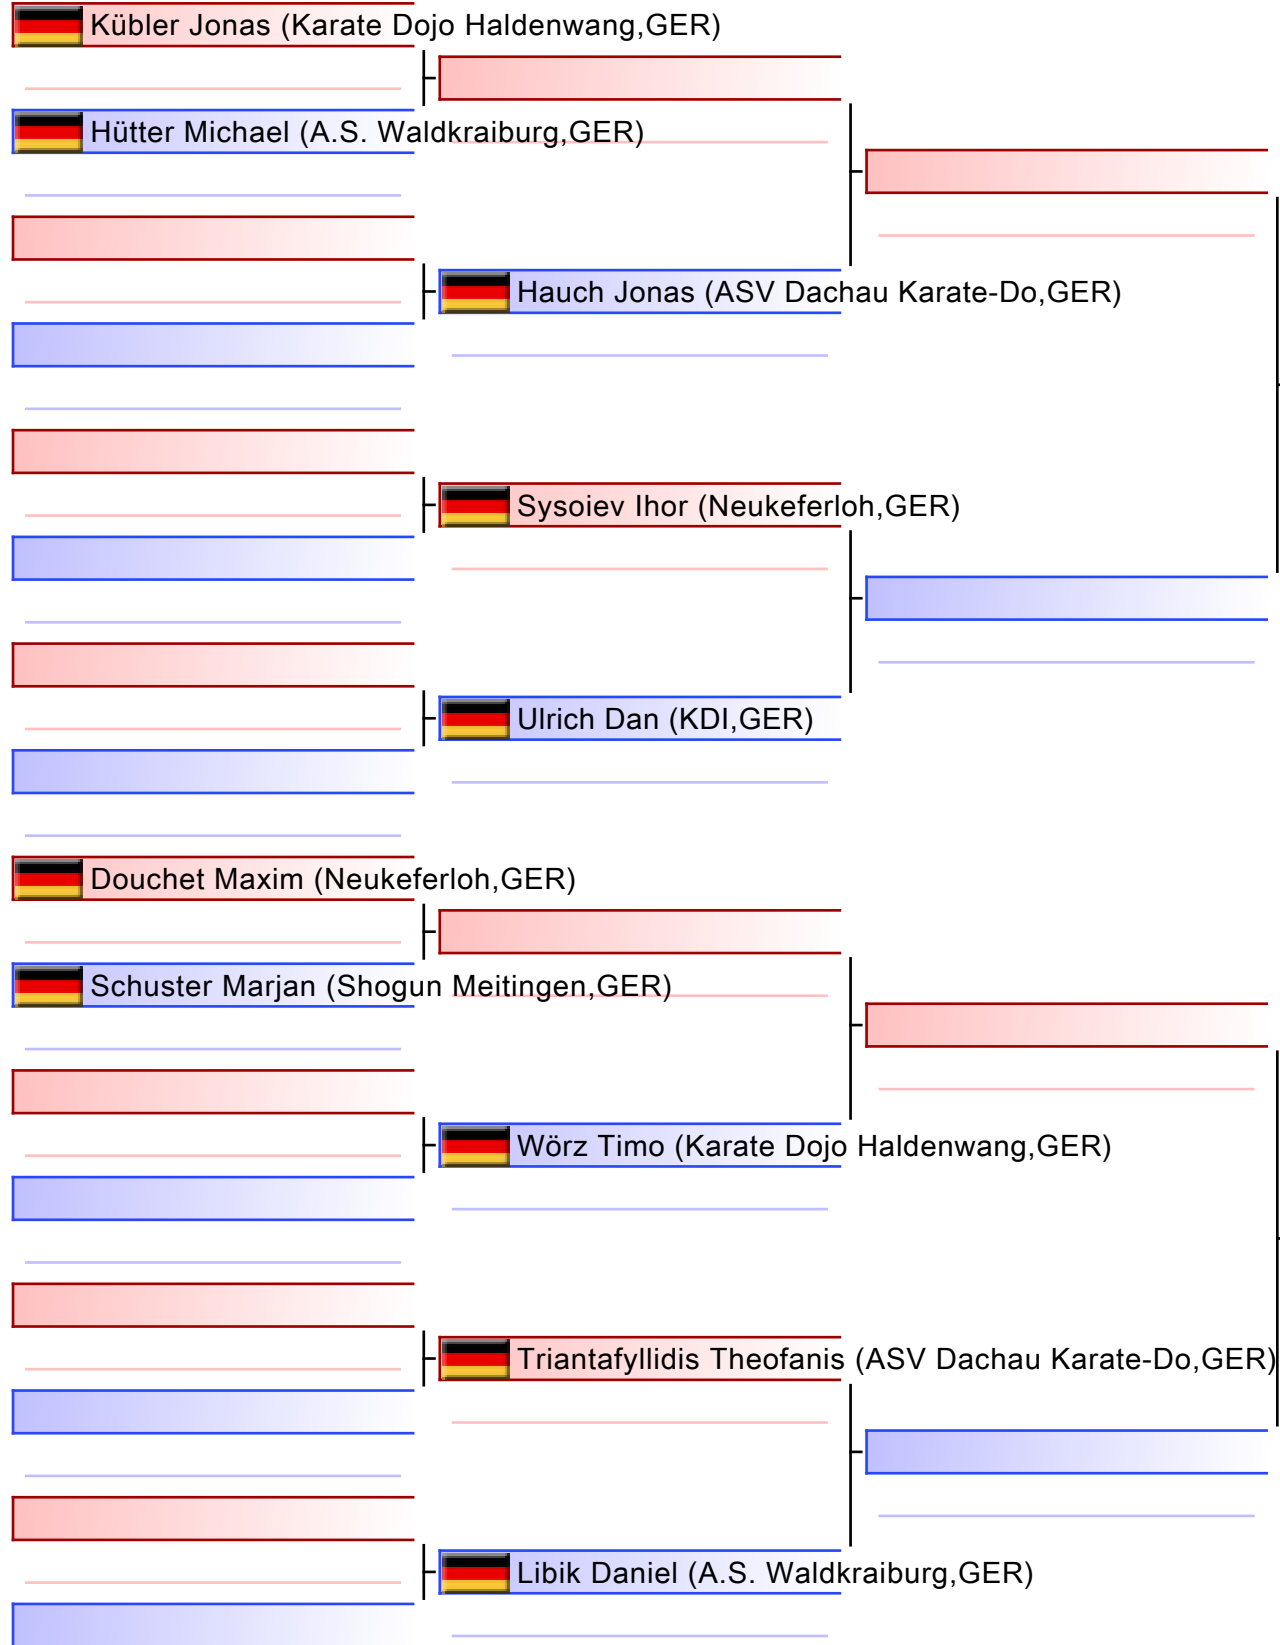 Kübler Jonas (Karate Dojo Haldenwang,GER)
Hütter Michael (A.S. Waldkraiburg,GER)
Hauch Jonas (ASV Dachau Karate-Do,GER)
Sysoiev Ihor (Neukeferloh,GER)
Ulrich Dan (KDI,GER)
Douchet Maxim (Neukeferloh,GER)
Schuster Marjan (Shogun Meitingen,GER)
Wörz Timo (Karate Dojo Haldenwang,GER)
Triantafyllidis Theofanis (ASV Dachau Karate-Do,GER)
Libik Daniel (A.S. Waldkraiburg,GER)